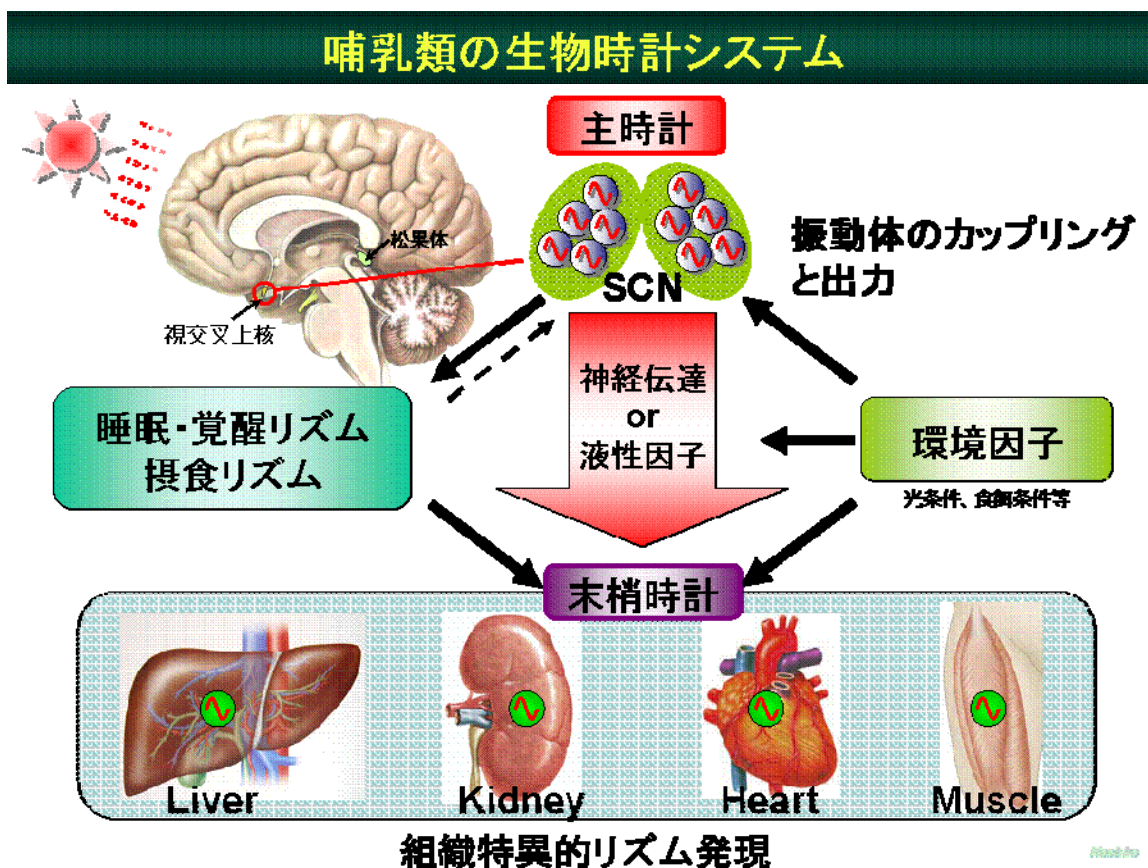 哺乳類の生物時計システム
主時計
松果体
SCN
振動体のカップリング
と出力
視交叉上核
神経伝達
or
液性因子
睡眠・覚醒リズム
摂食リズム
環境因子
光条件、食餌条件等
末梢時計
Liver
Kidney
Heart
Muscle
組織特異的リズム発現